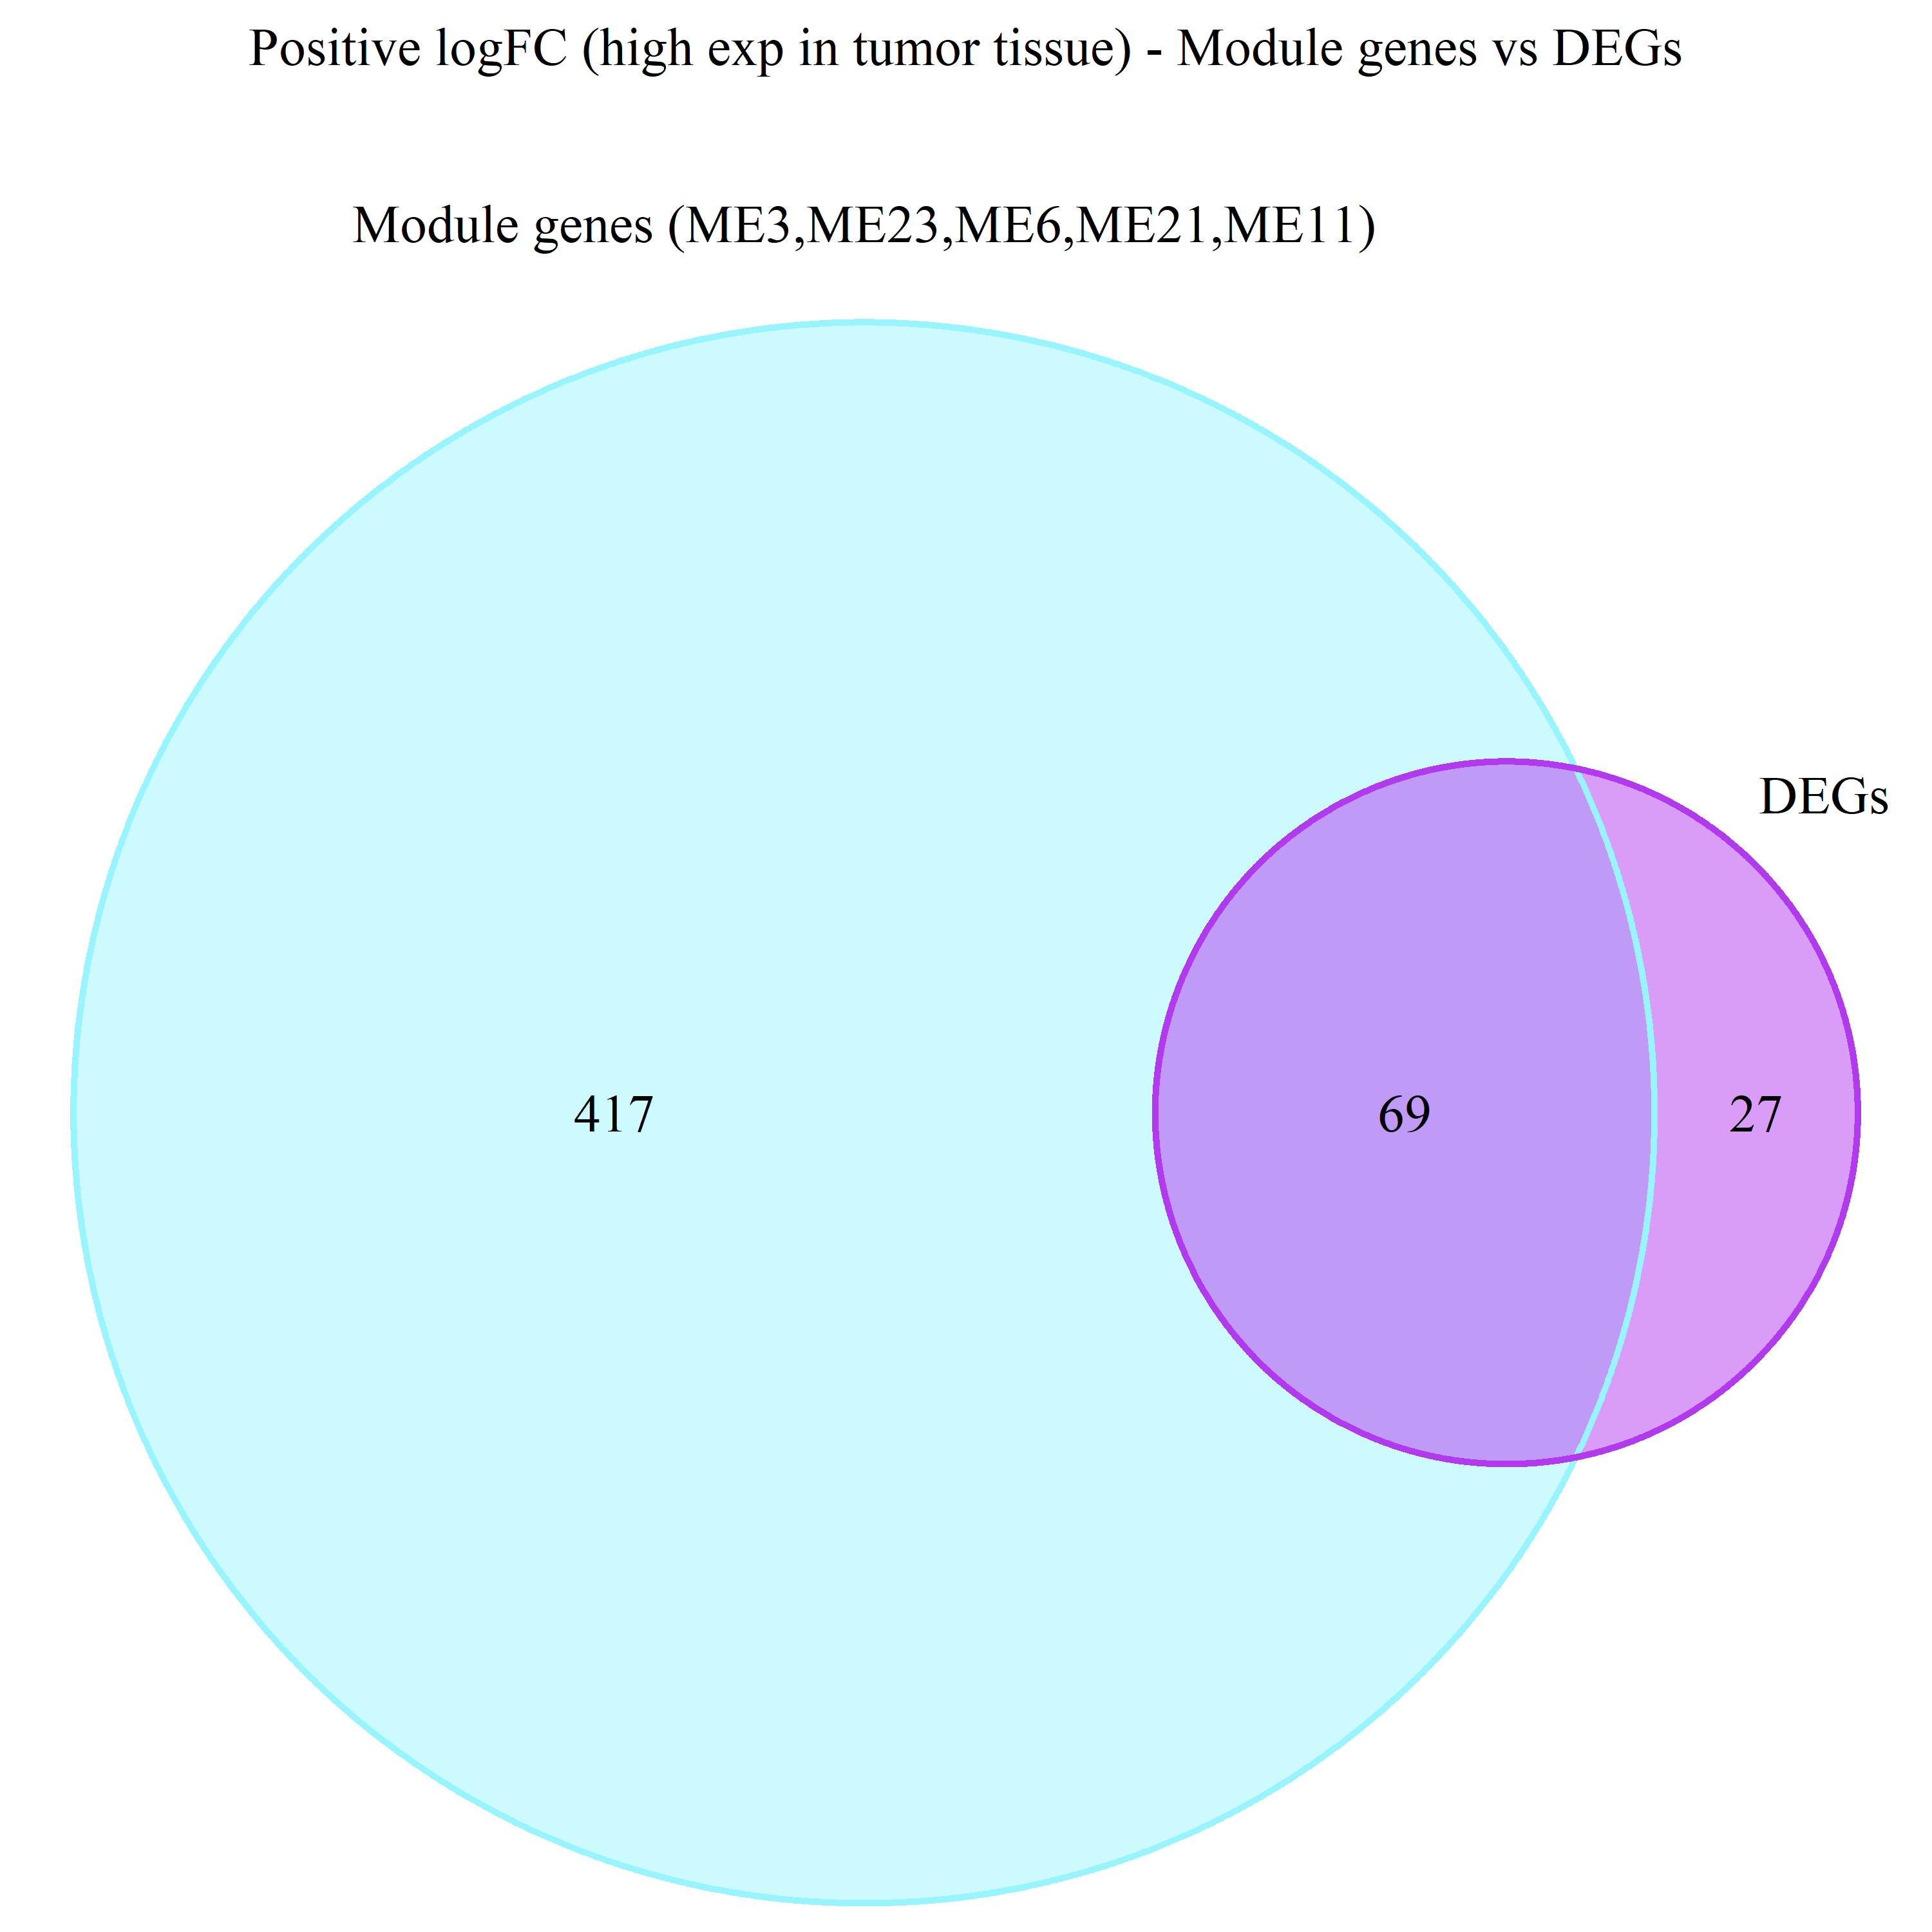 Positive logFC (high exp in tumor tissue) - Module genes vs DEGs
Module genes (ME3,ME23,ME6,ME21,ME11)
DEGs
417
69
27